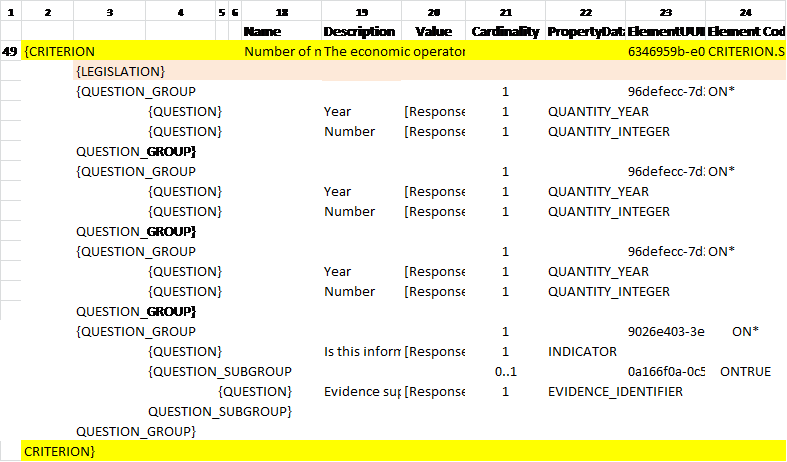 1 2 3 4 5 6 18 19 20 21 22 23 24
Name Description Value Cardinality PropertyData ElementUUI Element Cod
49 {CRITERION Number of m The economic operator 6346959b-e0 CRITERION.S
{LEGISLATION}
{QUESTION_GROUP 1 96defecc-7d ON*
{QUESTION} Year [Response 1 QUANTITY_YEAR
{QUESTION} Number [Response 1 QUANTITY_INTEGER
QUESTION_GROUP}
{QUESTION_GROUP 1 96defecc-7d ON*
{QUESTION} Year [Response 1 QUANTITY_YEAR
{QUESTION} Number [Response 1 QUANTITY_INTEGER
QUESTION_GROUP}
{QUESTION_GROUP 1 96defecc-7d ON*
{QUESTION} Year [Response 1 QUANTITY_YEAR
{QUESTION} Number [Response 1 QUANTITY_INTEGER
QUESTION_GROUP}
{QUESTION_GROUP 1 9026e403-3e ON*
{QUESTION} Is this inform [Response 1 INDICATOR
{QUESTION_SUBGROUP 0..1 0a166f0a-0c5 ONTRUE
{QUESTION} Evidence sup [Response 1 EVIDENCE_IDENTIFIER
QUESTION_SUBGROUP}
QUESTION_GROUP}
CRITERION}